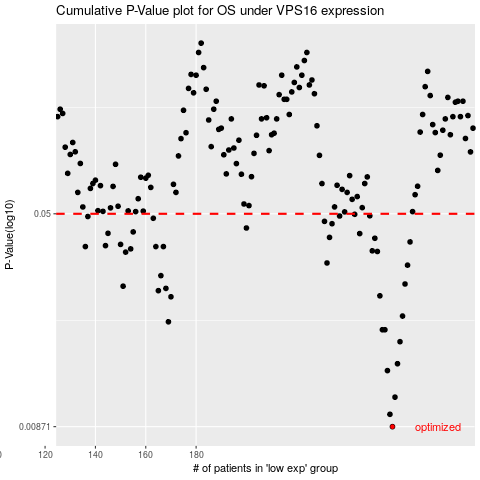 Cumulative P-Value plot for OS under VPS16 expression
P-Value(log10)
0.05
0.00871
optimized
0 120 140 160 180
# of patients in 'low exp' group